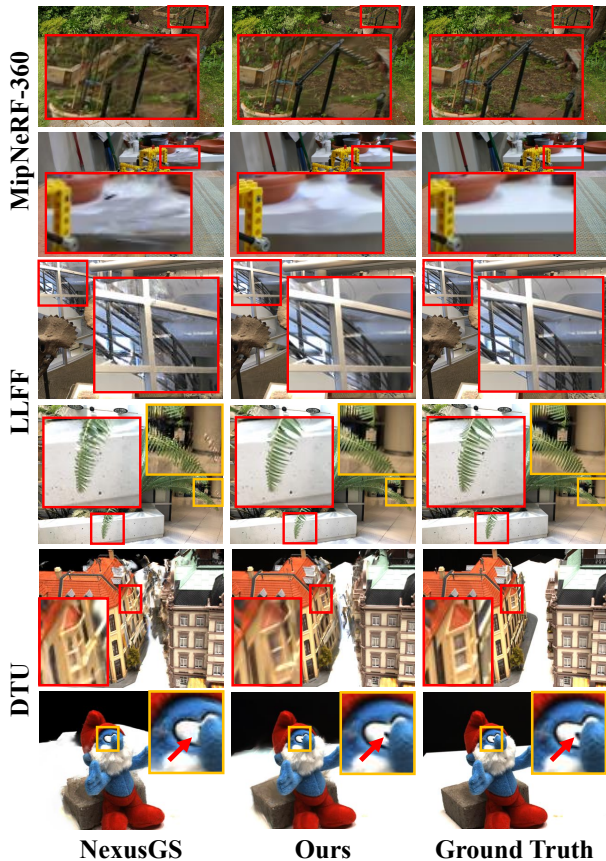 MipNeRF-360
LLFF
DTU
NexusGS
Ours
Ground Truth